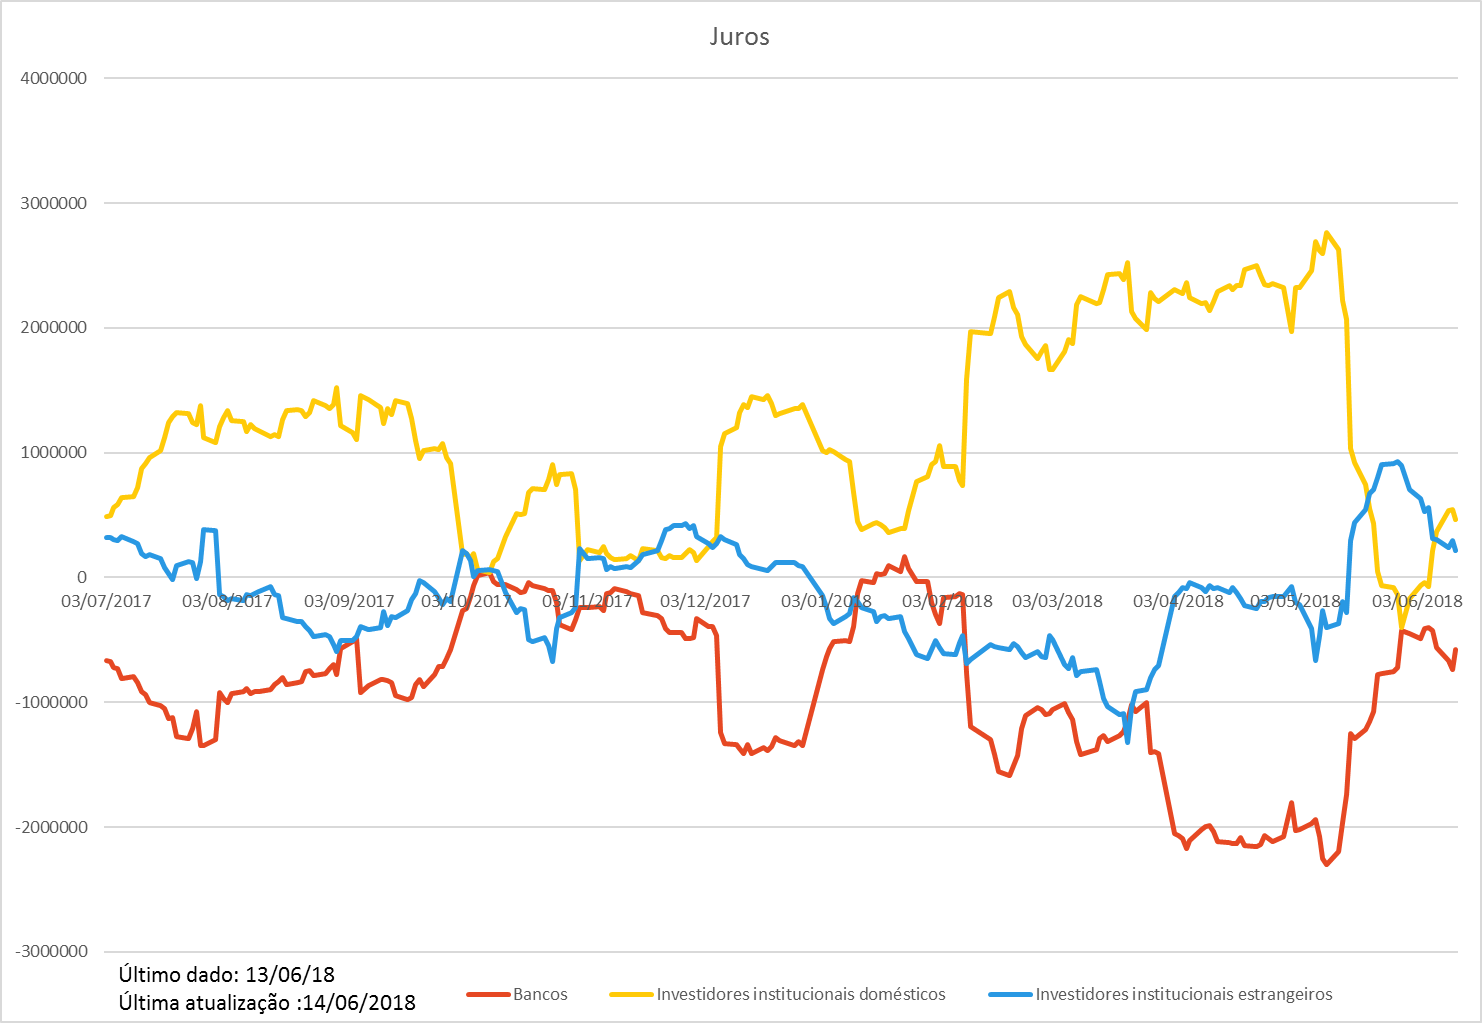 Juros
4000000
3000000
2000000
1000000
0
03/07/2017 03/08/2017 03/09/2017 03/10/2017 03/11/2017 03/12/2017 03/01/2018 03/02/2018 03/03/2018 03/04/2018 03/05/2018 03/06/2018
-1000000
-2000000
-3000000
Último dado: 13/06/18
Última atualização :14/06/2018
Bancos Investidores institucionais domésticos Investidores institucionais estrangeiros